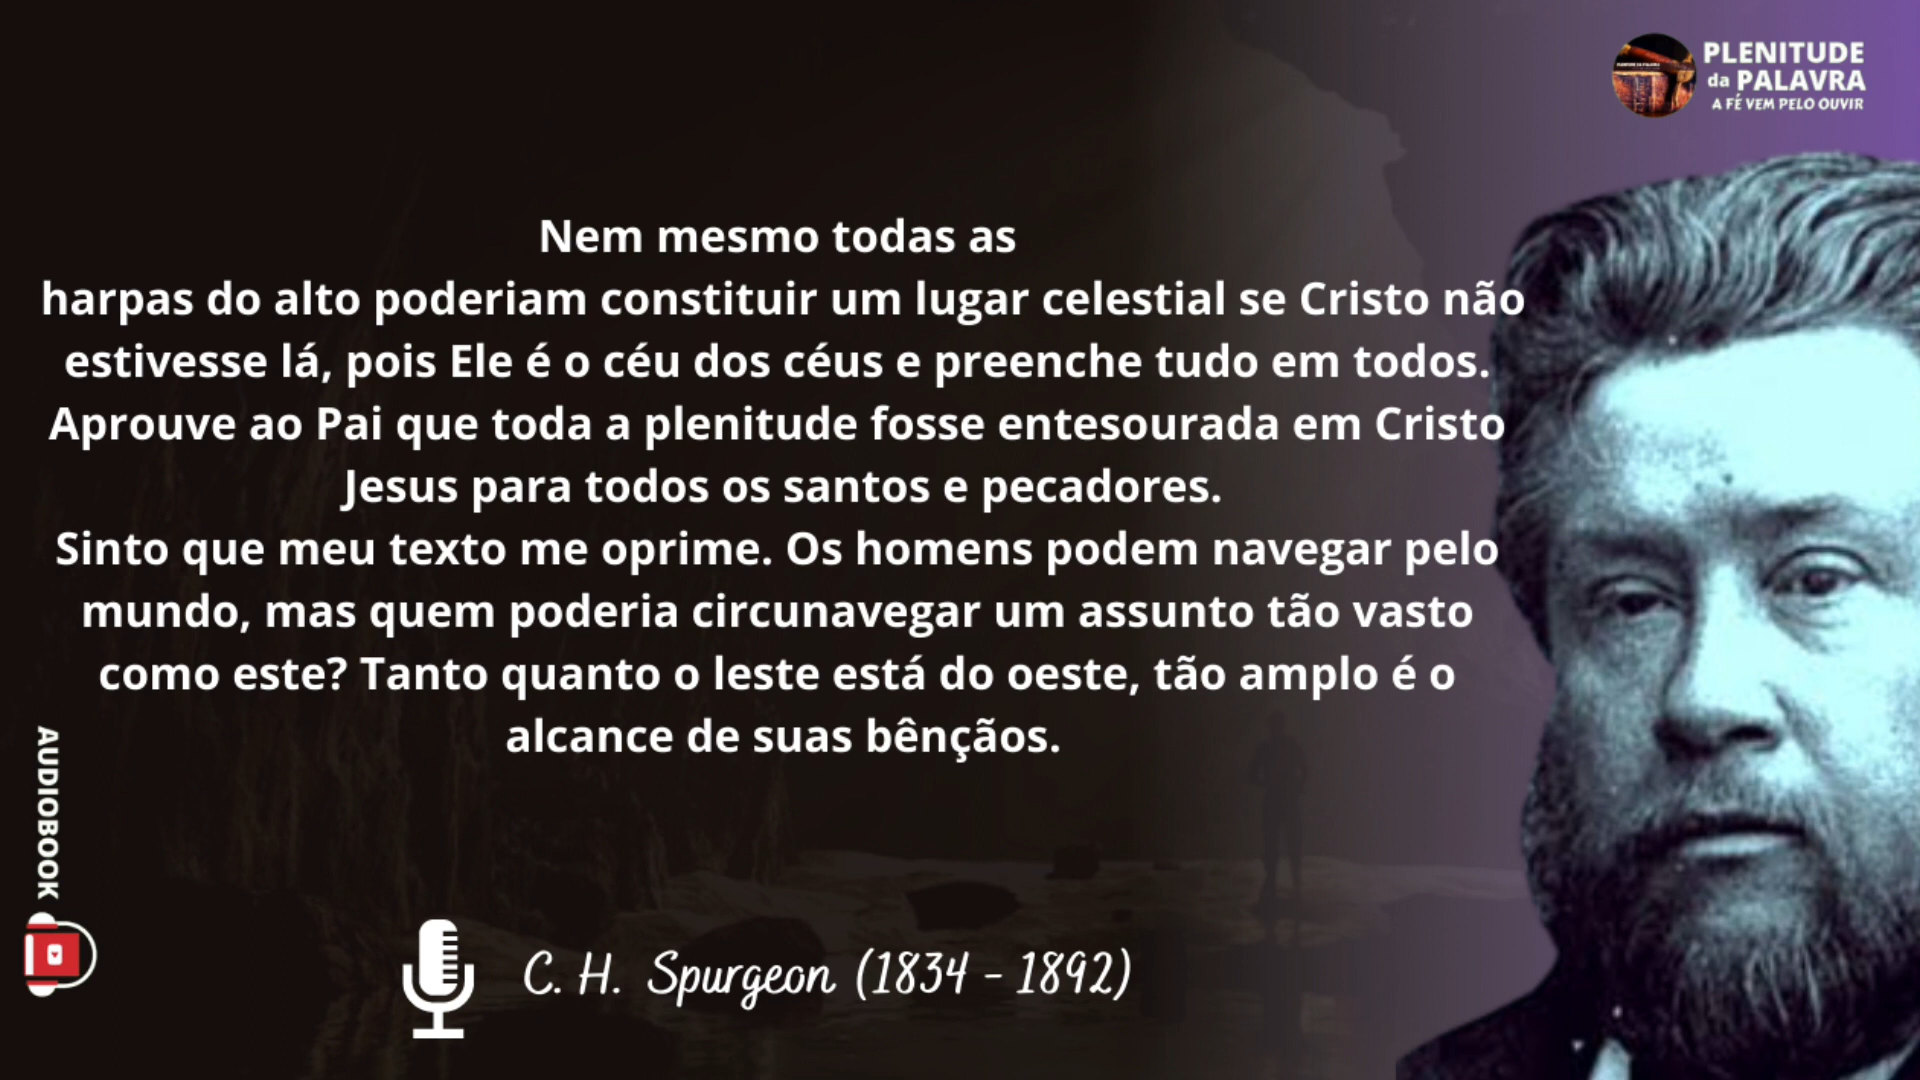 PLENITUDE
da PALAVRA
A FÉ VEM PELO OUVIR
Nem mesmo todas as
harpas do alto poderiam constituir um lugar celestial se Cristo não
estivesse lá, pois Ele é o céu dos céus e preenche tudo em todos.
Aprouve ao Pai que toda a plenitude fosse entesourada em Cristo
Jesus para todos os santos e pecadores.
Sinto que meu texto me oprime. Os homens podem navegar pelo
mundo, mas quem poderia circunavegar um assunto tão vasto
como este? Tanto quanto o leste está do oeste, tão amplo é o
alcance de suas bênçãos.
AUDIOBOOK
C. H. Spurgeon (1834 - 1892)